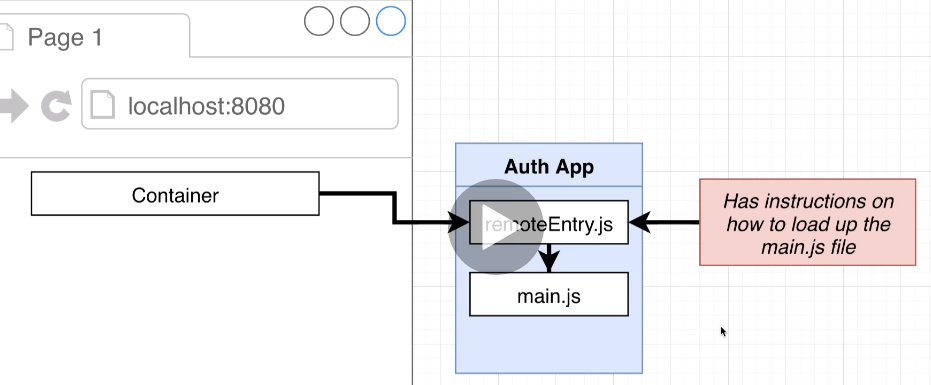 Page 1
localhost:8080
Container
Auth App
remoteEntry.js
main.js
Has instructions on
how to load up the
main.js file